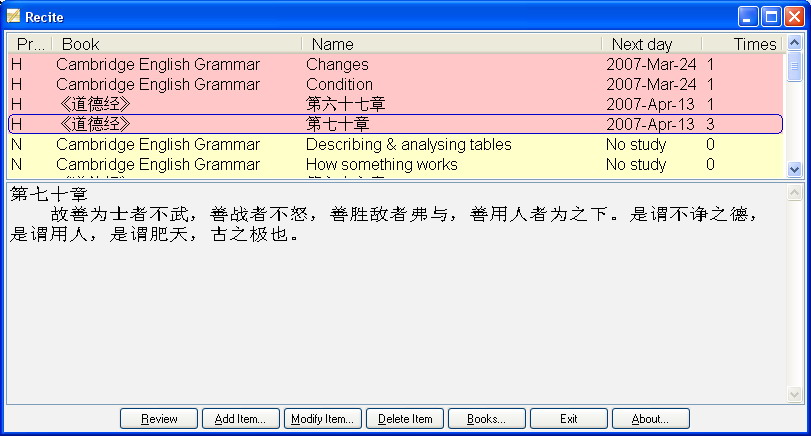 Recite
Pr... Book Name Next day Times
H Cambridge English Grammar Changes 2007-Mar-24 1
H Cambridge English Grammar Condition 2007-Mar-24 1
H 《道德经》 第六十七章 2007-Apr-13 1
H 《道德经》 第七十章 2007-Apr-13 3
N Cambridge English Grammar Describing & analysing tables No study 0
N Cambridge English Grammar How something works No study 0
第七十章
故善为士者不武，善战者不怒，善胜敌者弗与，善用人者为之下。是谓不诤之德，
是谓用人，是谓肥天，古之极也。
Review Add Item... Modify Item... Delete Item Books... Exit About...